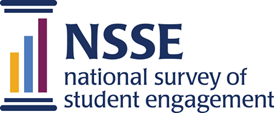 NSSE
national survey of
student engagement